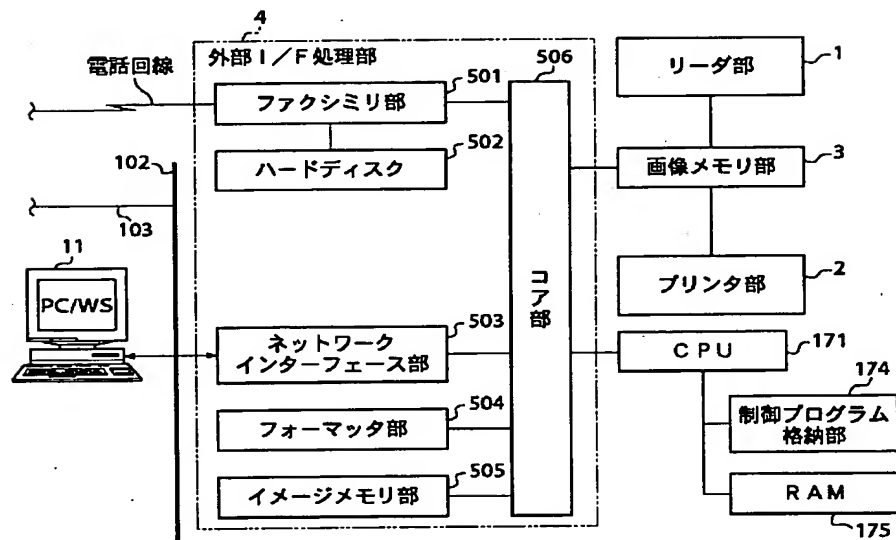 4
外部I/F処理部
506
電話回線
501
ファクシミリ部
リーダ部
1
502
ハードディスク
102
画像メモリ部
3
103
11
PC/WS
コア部
プリンタ部
2
503
ネットワーク
インターフェース部
CPU
171
504
フォーマッタ部
174
制御プログラム
格納部
505
イメージメモリ部
RAM
175